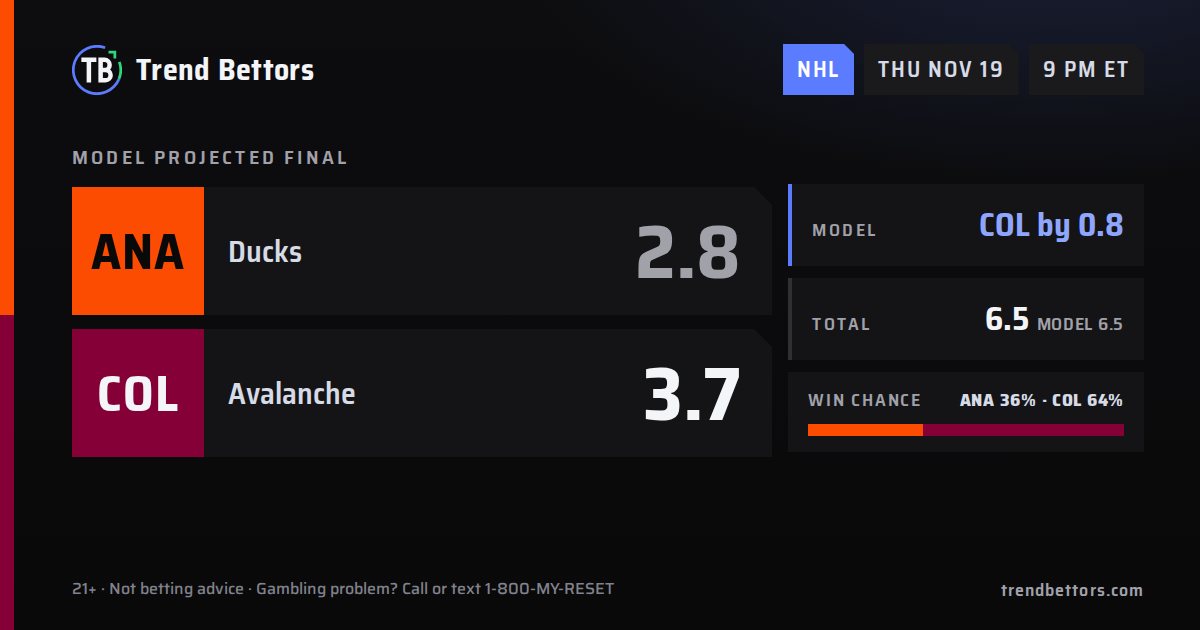 TB Trend Bettors
NHL THU NOV 19 9 PM ET
MODEL PROJECTED FINAL
ANA Ducks 2.8
COL Avalanche 3.7
MODEL COL by 0.8
TOTAL 6.5 MODEL 6.5
WIN CHANCE ANA 36% · COL 64%
21+ · Not betting advice · Gambling problem? Call or text 1-800-MY-RESET
trendbettors.com